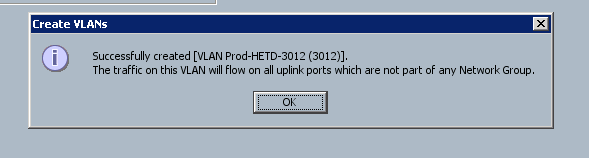 Create VLANs
Successfully created [VLAN Prod-HETD-3012 (3012)].
The traffic on this VLAN will flow on all uplink ports which are not part of any Network Group.
OK